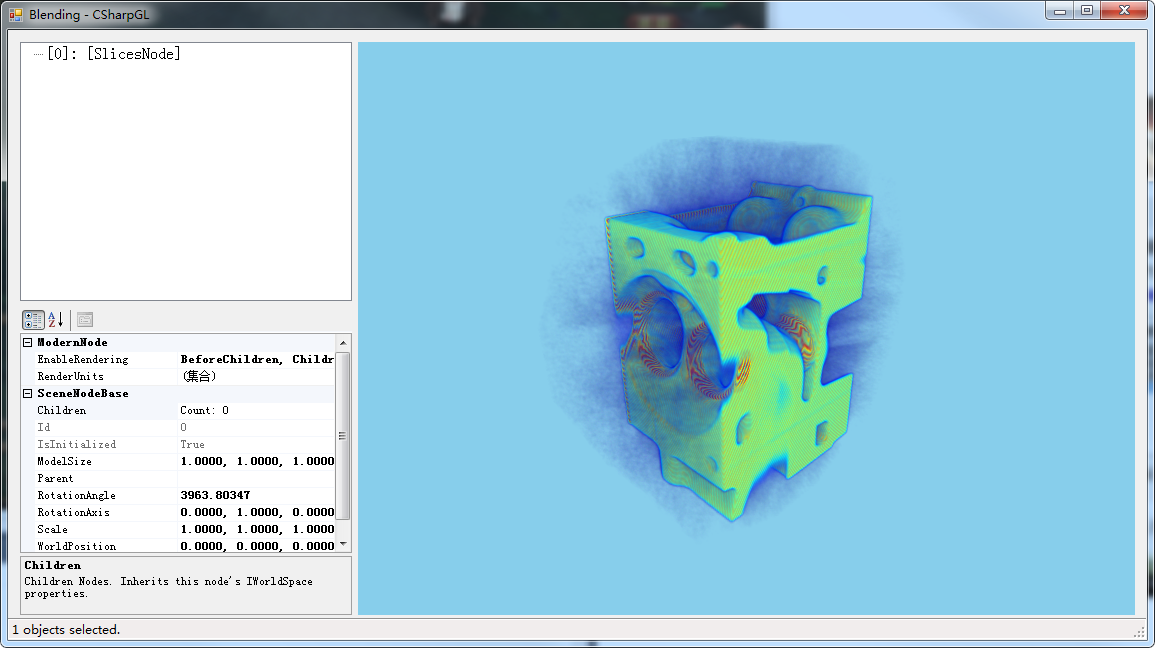 Blending - CSharpGL
[0]: [SlicesNode]
ModernNode
EnableRendering BeforeChildren, Childr
RenderUnits (集合)
SceneNodeBase
Children Count: 0
Id 0
IsInitialized True
ModelSize 1.0000, 1.0000, 1.0000
Parent
RotationAngle 3963.80347
RotationAxis 0.0000, 1.0000, 0.0000
Scale 1.0000, 1.0000, 1.0000
WorldPosition 0.0000, 0.0000, 0.0000
Children
Children Nodes. Inherits this node's IWorldSpace
properties.
1 objects selected.